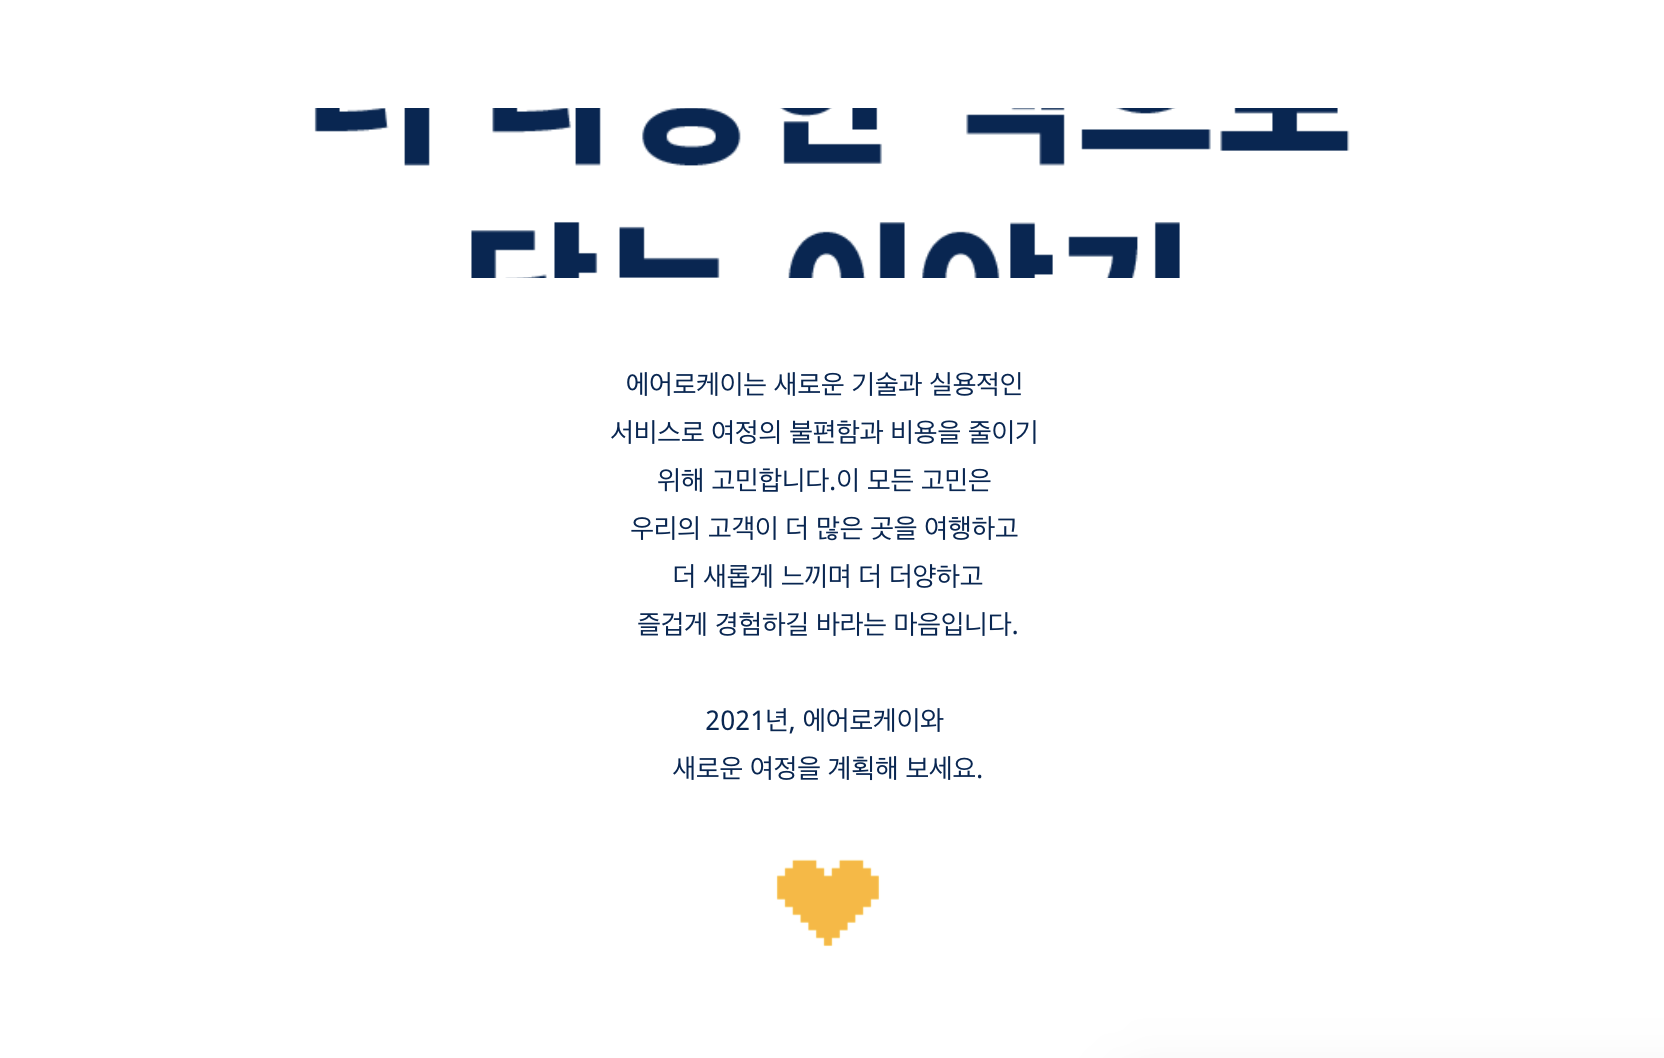 이야기
에어로케이는 새로운 기술과 실용적인
서비스로 여정의 불편함과 비용을 줄이기
위해 고민합니다.이 모든 고민은
우리의 고객이 더 많은 곳을 여행하고
더 새롭게 느끼며 더 더양하고
즐겁게 경험하길 바라는 마음입니다.
2021년, 에어로케이와
새로운 여정을 계획해 보세요.